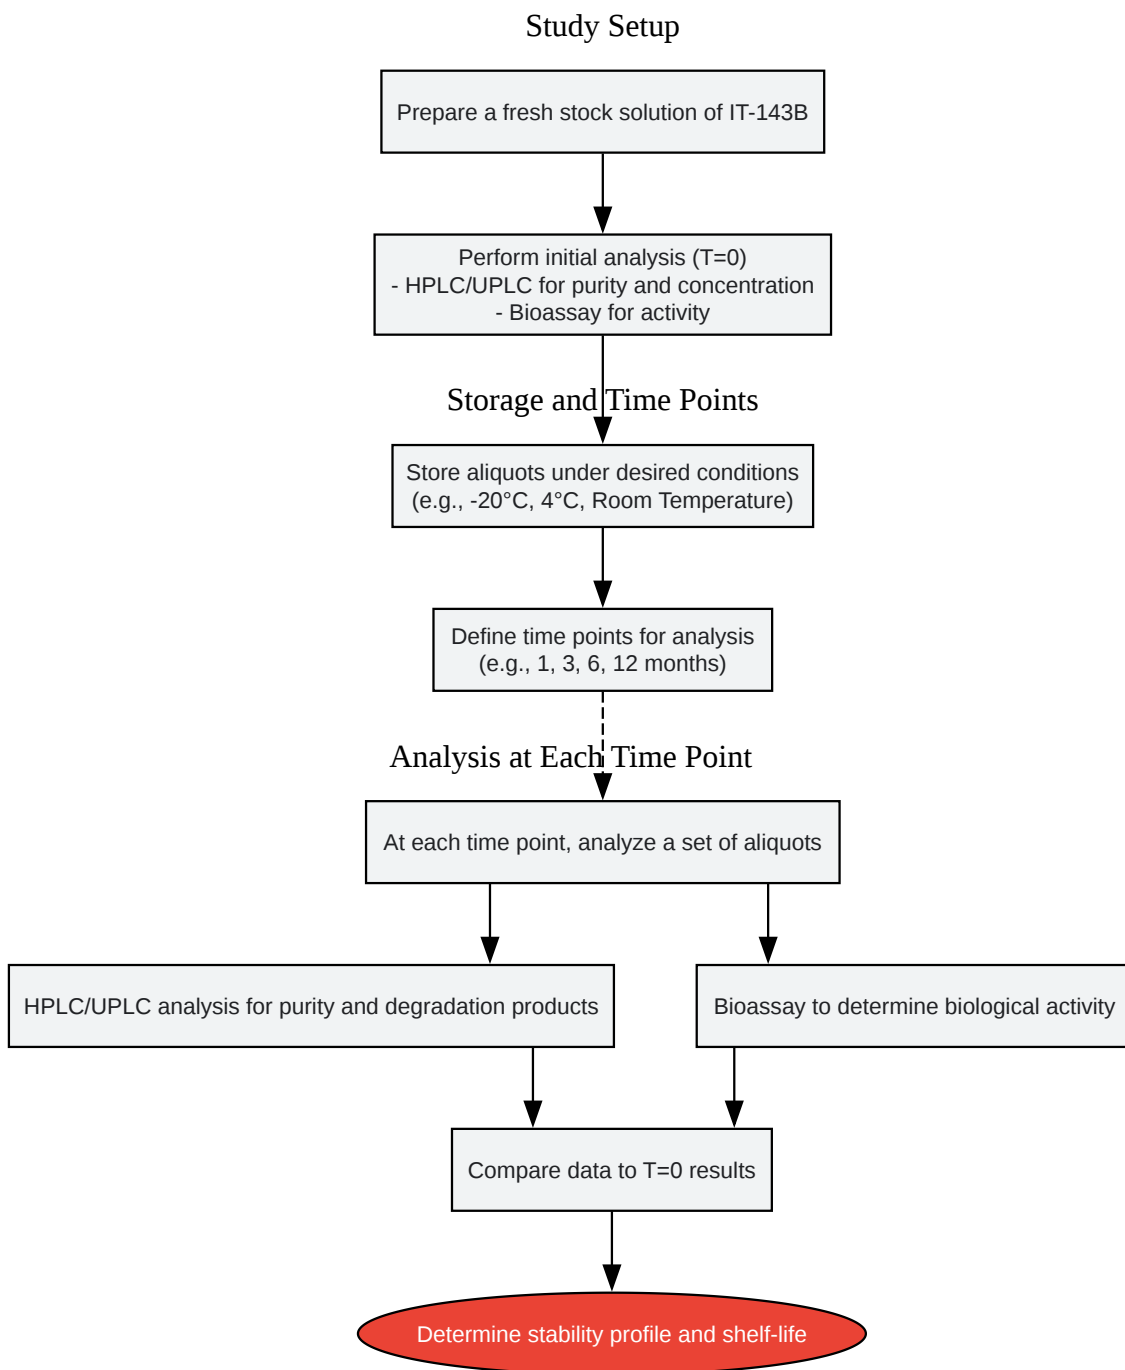 Study Setup
Prepare a fresh stock solution of IT-143B
Perform initial analysis (T=0)
- HPLC/UPLC for purity and concentration
- Bioassay for activity
Storage and Time Points
Store aliquots under desired conditions
(e.g., -20°C, 4°C, Room Temperature)
Define time points for analysis
(e.g., 1, 3, 6, 12 months)
Analysis at Each Time Point
At each time point, analyze a set of aliquots
HPLC/UPLC analysis for purity and degradation products
Bioassay to determine biological activity
Compare data to T=0 results
Determine stability profile and shelf-life